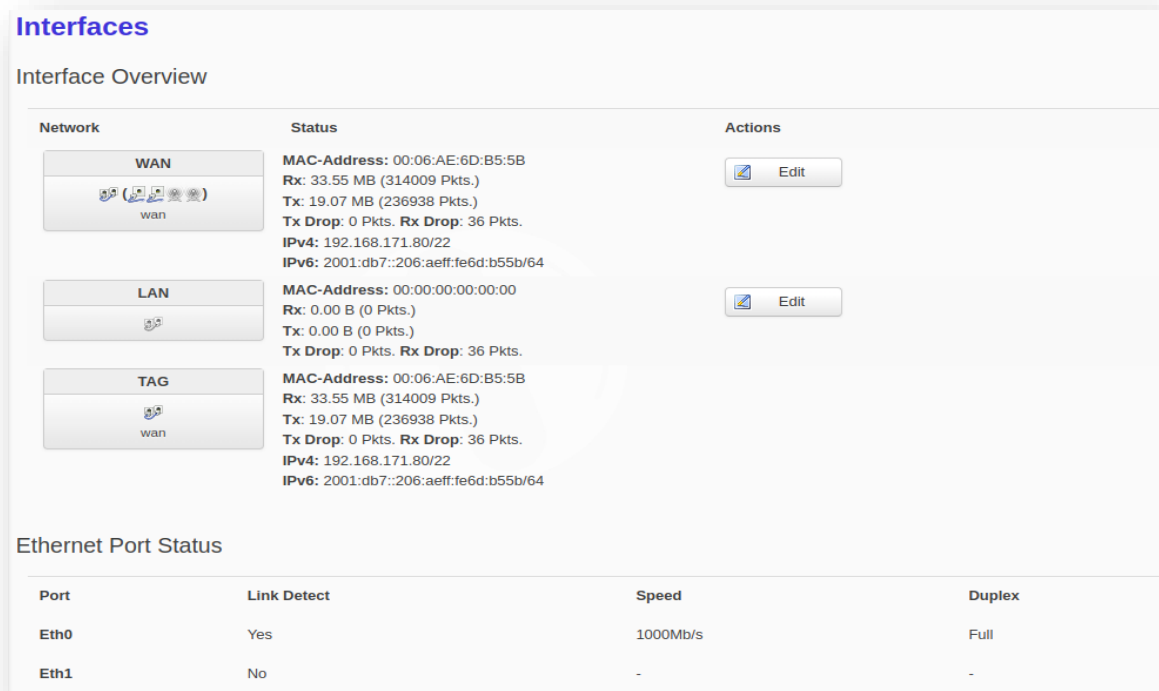 Interfaces
Interface Overview
Network Status Actions
WAN
(    )
wan
MAC-Address: 00:06:AE:6D:B5:5B
Rx: 33.55 MB (314009 Pkts.)
Tx: 19.07 MB (236938 Pkts.)
Tx Drop: 0 Pkts. Rx Drop: 36 Pkts.
IPv4: 192.168.171.80/22
IPv6: 2001:db7::206:aeff:fe6d:b55b/64
Edit
LAN
MAC-Address: 00:00:00:00:00:00
Rx: 0.00 B (0 Pkts.)
Tx: 0.00 B (0 Pkts.)
Tx Drop: 0 Pkts. Rx Drop: 36 Pkts.
Edit
TAG
wan
MAC-Address: 00:06:AE:6D:B5:5B
Rx: 33.55 MB (314009 Pkts.)
Tx: 19.07 MB (236938 Pkts.)
Tx Drop: 0 Pkts. Rx Drop: 36 Pkts.
IPv4: 192.168.171.80/22
IPv6: 2001:db7::206:aeff:fe6d:b55b/64
Ethernet Port Status
Port Link Detect Speed Duplex
Eth0 Yes 1000Mb/s Full
Eth1 No - -